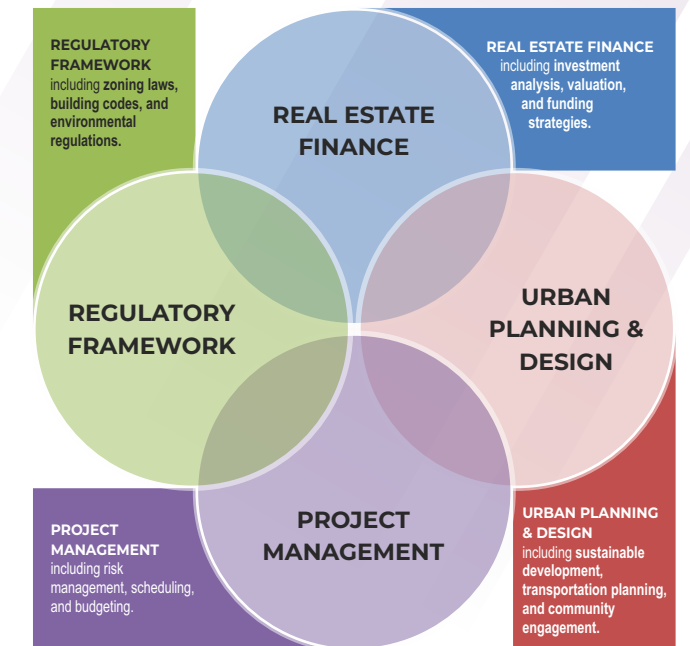 REGULATORY
FRAMEWORK
including zoning laws,
building codes, and
environmental
regulations.
REAL ESTATE
FINANCE
REAL ESTATE FINANCE
including investment
analysis, valuation,
and funding
strategies.
REGULATORY
FRAMEWORK
URBAN
PLANNING &
DESIGN
PROJECT
MANAGEMENT
PROJECT
MANAGEMENT
including risk
management, scheduling,
and budgeting.
URBAN PLANNING
& DESIGN
including sustainable
development,
transportation planning,
and community
engagement.